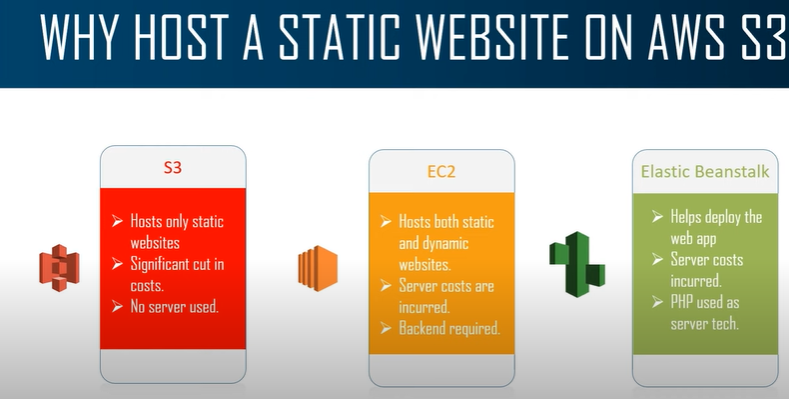 WHY HOST A STATIC WEBSITE ON AWS S3
S3
➢ Hosts only static
websites
➢ Significant cut in
costs.
➢ No server used.
EC2
➢ Hosts both static
and dynamic
websites.
➢ Server costs are
incurred.
➢ Backend required.
Elastic Beanstalk
➢ Helps deploy the
web app
➢ Server costs
incurred.
➢ PHP used as
server tech.